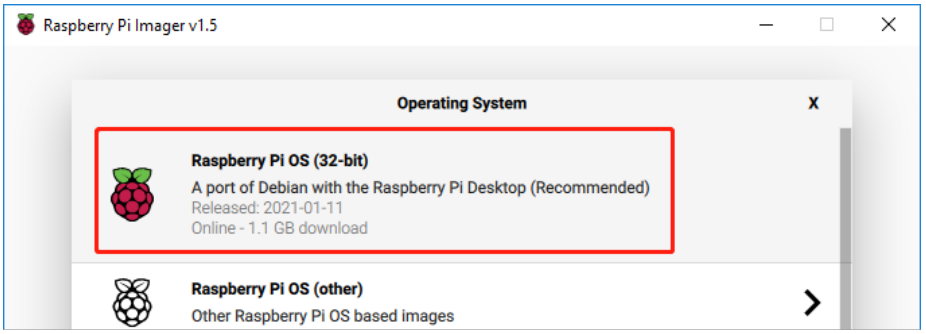 Raspberry Pi Imager v1.5
Operating System
X
Raspberry Pi OS (32-bit)
A port of Debian with the Raspberry Pi Desktop (Recommended)
Released: 2021-01-11
Online - 1.1 GB download
Raspberry Pi OS (other)
Other Raspberry Pi OS based images